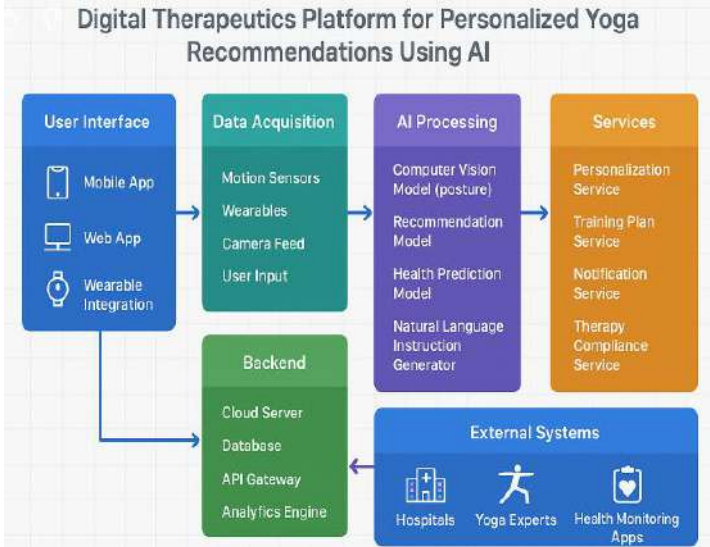 Digital Therapeutics Platform for Personalized Yoga
Recommendations Using AI
User Interface
Mobile App
Web App
Wearable
Integration
Data Acquisition
Motion Sensors
Wearables
Camera Feed
User Input
AI Processing
Computer Vision
Model (posture)
Recommendation
Model
Health Prediction
Model
Natural Language
Instruction
Generator
Services
Personalization
Service
Training Plan
Service
Notification
Service
Therapy
Compliance
Service
Backend
Cloud Server
Database
API Gateway
Analytics Engine
External Systems
Hospitals
Yoga Experts
Health Monitoring
Apps